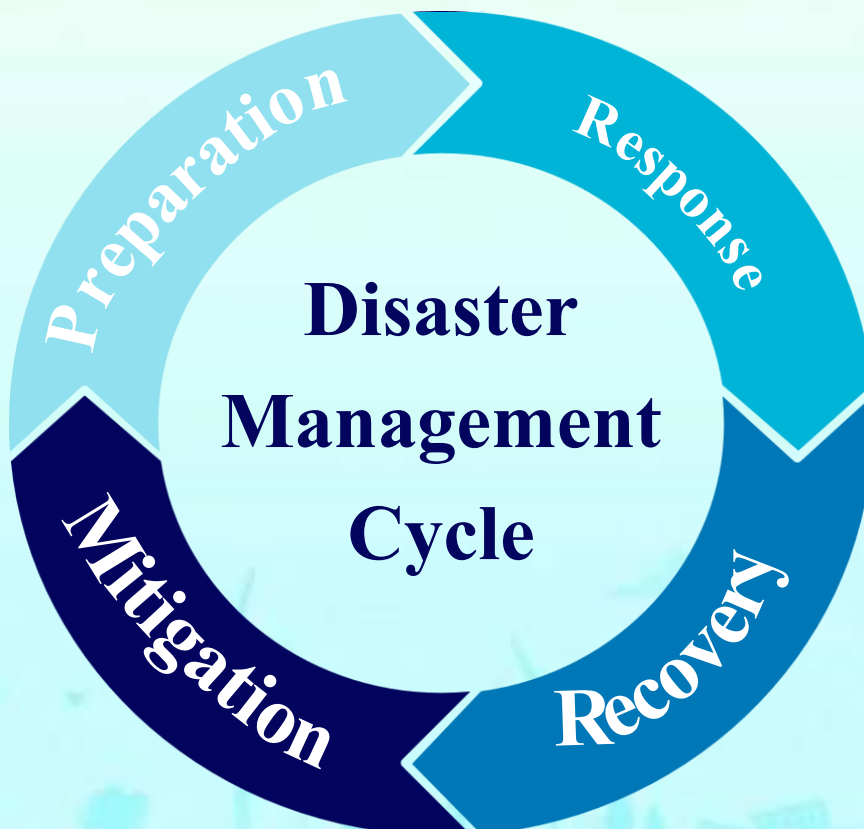 Preparation
Response
Disaster
Management
Cycle
Mitigation
Recovery